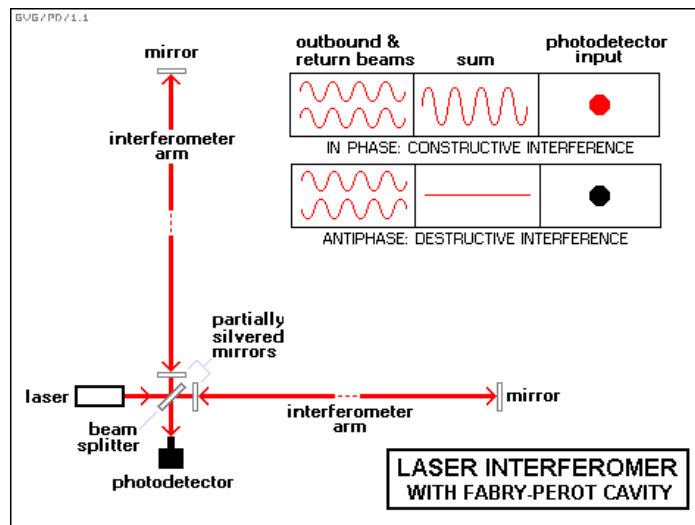 GVG/PD/1.1
mirror
outbound &
return beams
sum
photodetector
input
interferometer
arm
IN PHASE: CONSTRUCTIVE INTERFERENCE
ANTIPHASE: DESTRUCTIVE INTERFERENCE
partially
silvered
mirrors
laser
mirror
interferometer
arm
beam
splitter
photodetector
LASER INTERFEROMER
WITH FABRY-PEROT CAVITY